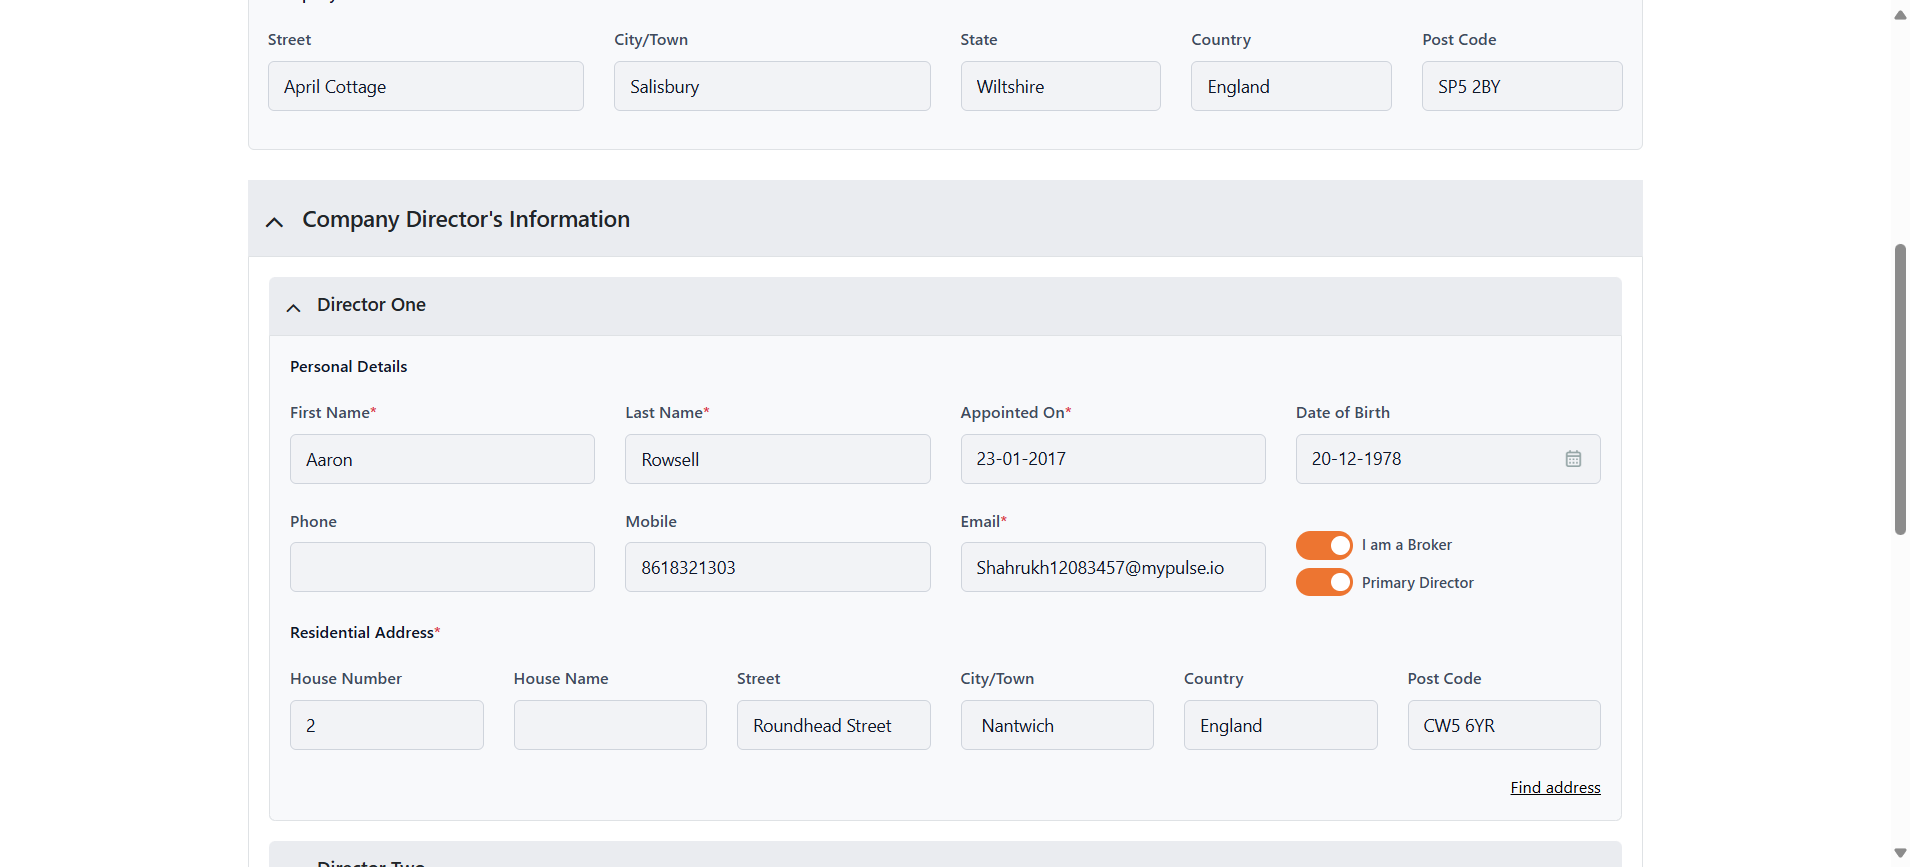 Street City/Town State Country Post Code
April Cottage Salisbury Wiltshire England SP5 2BY
Company Director's Information
Director One
Personal Details
First Name* Last Name* Appointed On* Date of Birth
Aaron Rowsell 23-01-2017 20-12-1978
Phone Mobile Email*
I am a Broker
8618321303 Shahrukh12083457@mypulse.io
Primary Director
Residential Address*
House Number House Name Street City/Town Country Post Code
2 Roundhead Street Nantwich England CW5 6YR
Find address
Director Two